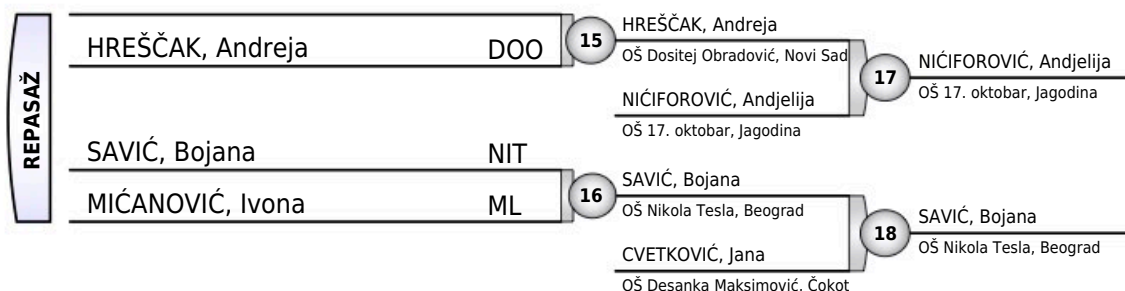 REPASAŽ
HREŠČAK, Andreja DOO
15
HREŠČAK, Andreja
OŠ Dositej Obradović, Novi Sad
NIĆIFOROVIĆ, Andjelija
OŠ 17. oktobar, Jagodina
17
NIĆIFOROVIĆ, Andjelija
OŠ 17. oktobar, Jagodina
SAVIĆ, Bojana NIT
MIĆANOVIĆ, Ivona ML
16
SAVIĆ, Bojana
OŠ Nikola Tesla, Beograd
CVETKOVIĆ, Jana
OŠ Desanka Maksimović, Čokot
18
SAVIĆ, Bojana
OŠ Nikola Tesla, Beograd